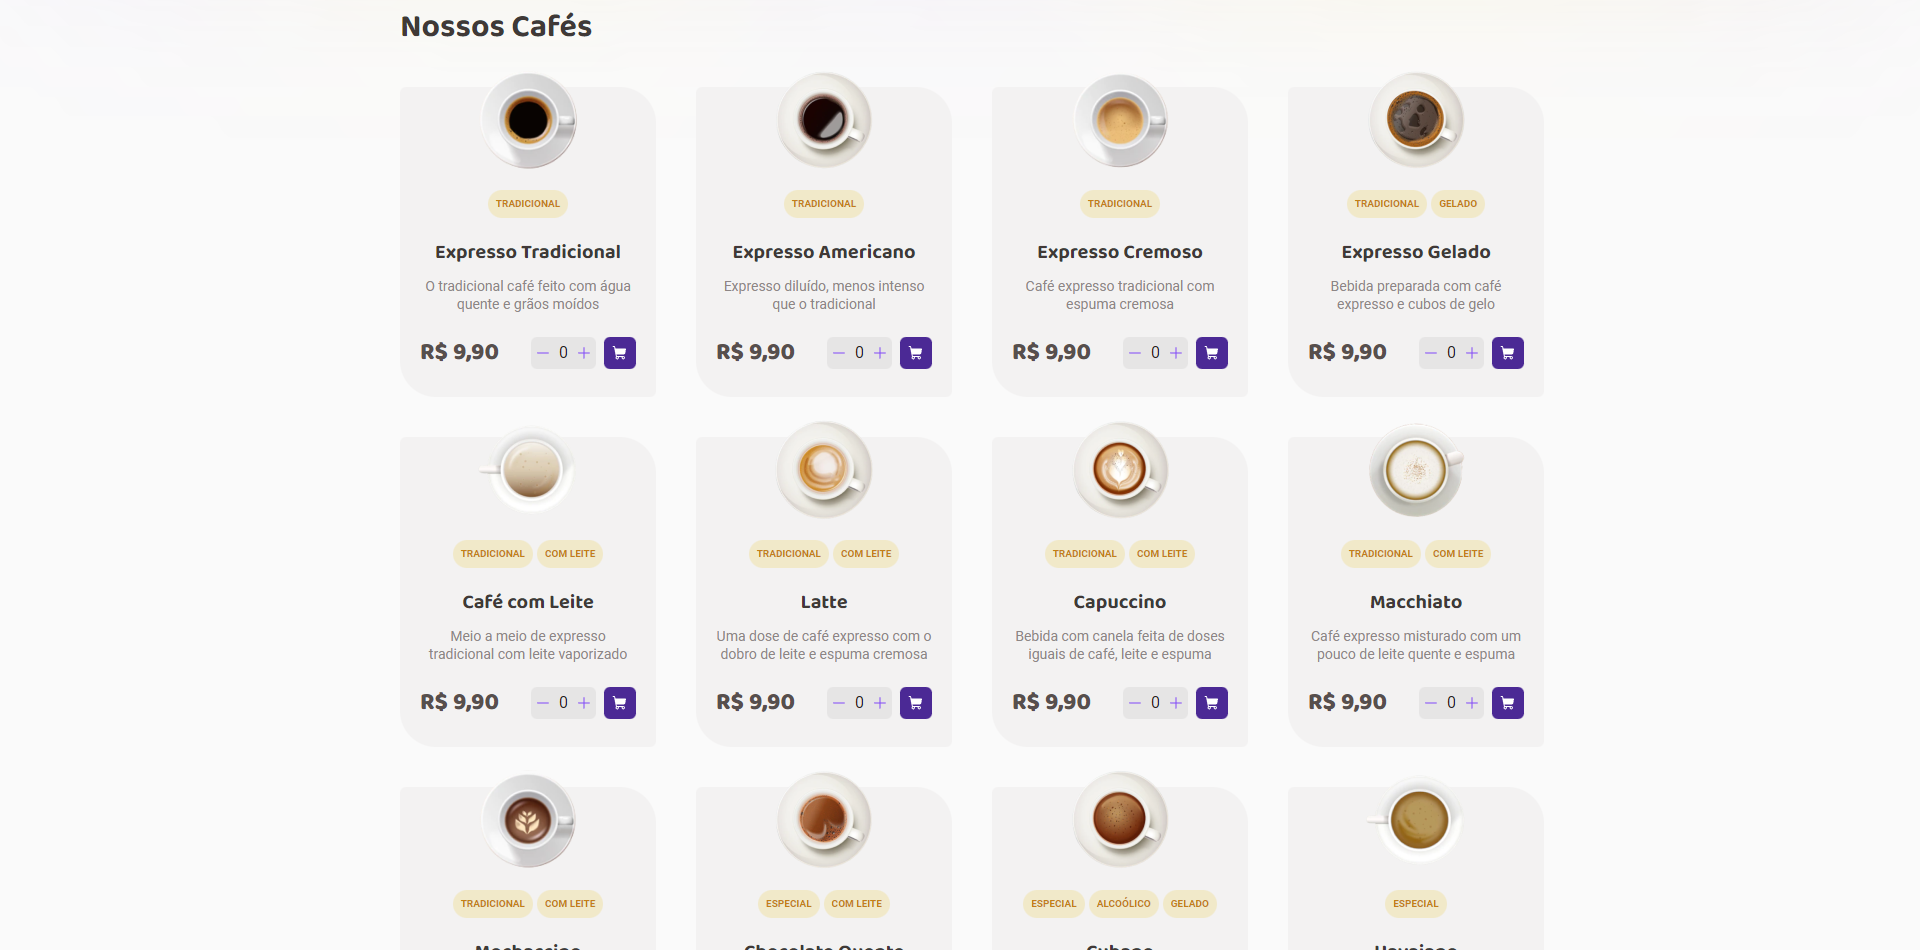 Nossos Cafés
TRADICIONAL
Expresso Tradicional
O tradicional café feito com água
quente e grãos moídos
R$ 9,90
0
TRADICIONAL
Expresso Americano
Expresso diluído, menos intenso
que o tradicional
R$ 9,90
0
TRADICIONAL
Expresso Cremoso
Café expresso tradicional com
espuma cremosa
R$ 9,90
0
TRADICIONAL GELADO
Expresso Gelado
Bebida preparada com café
expresso e cubos de gelo
R$ 9,90
0
TRADICIONAL COM LEITE
Café com Leite
Meio a meio de expresso
tradicional com leite vaporizado
R$ 9,90
0
TRADICIONAL COM LEITE
Latte
Uma dose de café expresso com o
dobro de leite e espuma cremosa
R$ 9,90
0
TRADICIONAL COM LEITE
Capuccino
Bebida com canela feita de doses
iguais de café, leite e espuma
R$ 9,90
0
TRADICIONAL COM LEITE
Macchiato
Café expresso misturado com um
pouco de leite quente e espuma
R$ 9,90
0
TRADICIONAL COM LEITE
ESPECIAL COM LEITE
Chocolate Quente
ESPECIAL ALCOÓLICO GELADO
Cubano
ESPECIAL
Havaiano